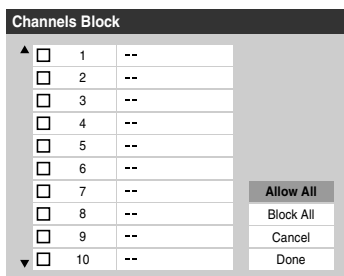 Channels Block
1 --
2 --
3 --
4 --
5 --
6 --
7 --
8 --
9 --
10 --
Allow All
Block All
Cancel
Done